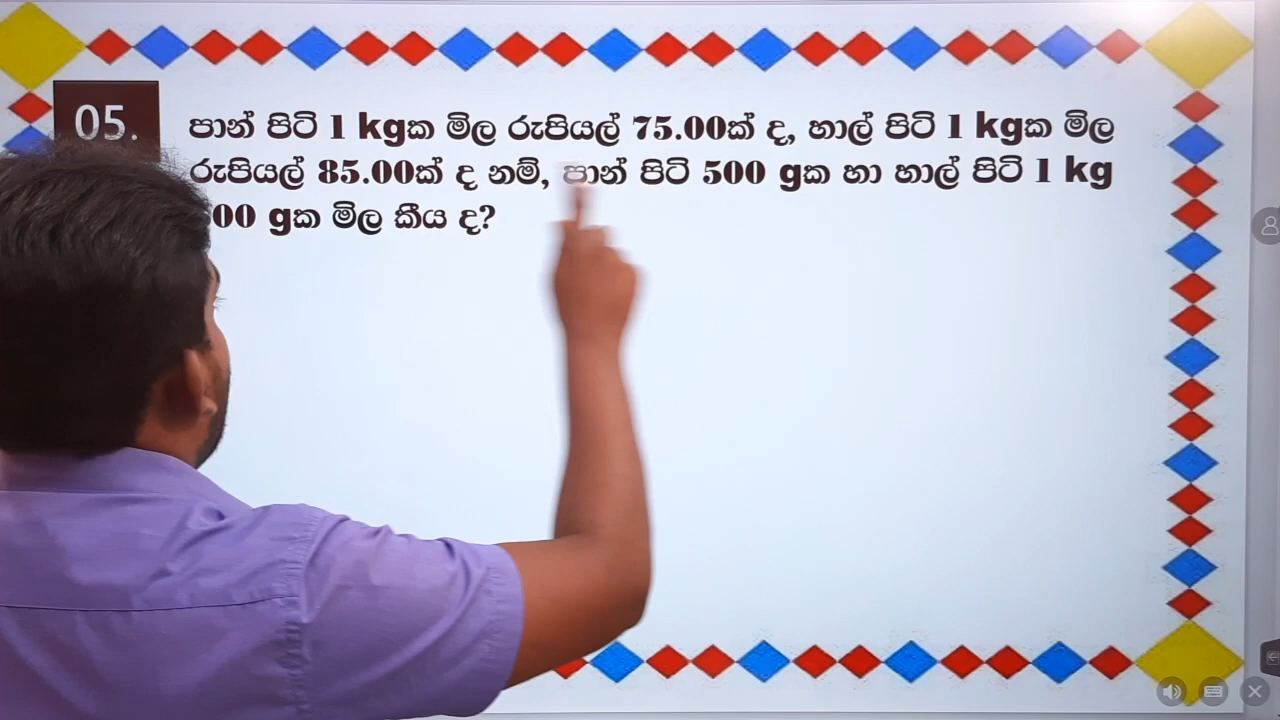 05.
පාන් පිටි 1 kgක මිල රුපියල් 75.00ක් ද, හාල් පිටි 1 kgක මිල
රුපියල් 85.00ක් ද නම්, පාන් පිටි 500 gක හා හාල් පිටි 1 kg
00 gක මිල කීය ද?